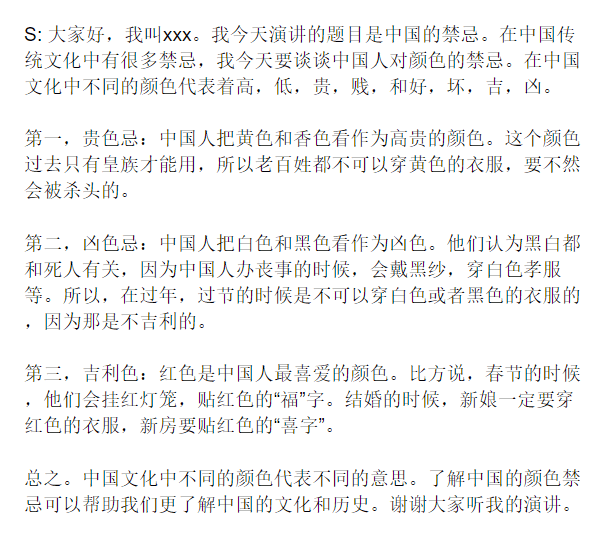 S: 大家好，我叫xxx。我今天演讲的题目是中国的禁忌。在中国传
统文化中有很多禁忌，我今天要谈谈中国人对颜色的禁忌。在中国
文化中不同的颜色代表着高，低，贵，贱，和好，坏，吉，凶。
第一，贵色忌：中国人把黄色和香色看作为高贵的颜色。这个颜色
过去只有皇族才能用，所以老百姓都不可以穿黄色的衣服，要不然
会被杀头的。
第二，凶色忌：中国人把白色和黑色看作为凶色。他们认为黑白都
和死人有关，因为中国人办丧事的时候，会戴黑纱，穿白色孝服
等。所以，在过年，过节的时候是不可以穿白色或者黑色的衣服的
，因为那是不吉利的。
第三，吉利色：红色是中国人最喜爱的颜色。比方说，春节的时候
，他们会挂红灯笼，贴红色的“福”字。结婚的时候，新娘一定要穿
红色的衣服，新房要贴红色的“喜字”。
总之。中国文化中不同的颜色代表不同的意思。了解中国的颜色禁
忌可以帮助我们更了解中国的文化和历史。谢谢大家听我的演讲。